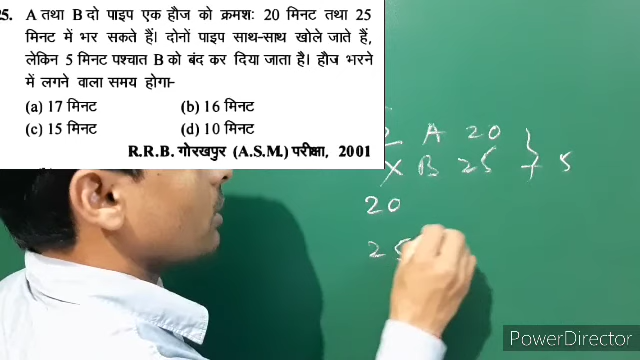 25. A तथा B दो पाइप एक हौज को क्रमशः 20 मिनट तथा 25
मिनट में भर सकते हैं। दोनों पाइप साथ-साथ खोले जाते हैं,
लेकिन 5 मिनट पश्चात B को बंद कर दिया जाता है। हौज भरने
में लगने वाला समय होगा-
(a) 17 मिनट (b) 16 मिनट
(c) 15 मिनट (d) 10 मिनट
R.R.B. गोरखपुर (A.S.M.) परीक्षा, 2001
A 20
X B 25 } 5
20
25
PowerDirector